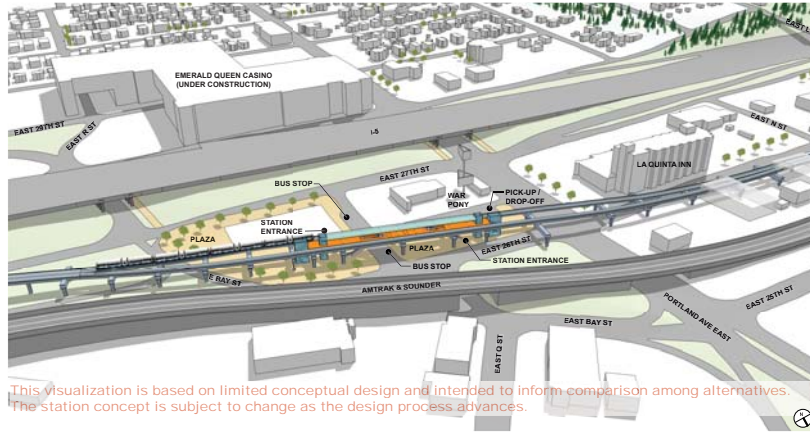 EAST L
EMERALD QUEEN CASINO
(UNDER CONSTRUCTION)
EAST 29TH ST
EAST R ST
I-5
EAST N ST
LA QUINTA INN
EAST 27TH ST
BUS STOP
WAR
PONY
PICK-UP /
DROP-OFF
STATION
ENTRANCE
PLAZA
PLAZA
EAST 26TH ST
STATION ENTRANCE
BUS STOP
E BAY ST
AMTRAK & SOUNDER
EAST 25TH ST
PORTLAND AVE EAST
EAST BAY ST
EAST Q ST
This visualization is based on limited conceptual design and intended to inform comparison among alternatives.
The station concept is subject to change as the design process advances.
N